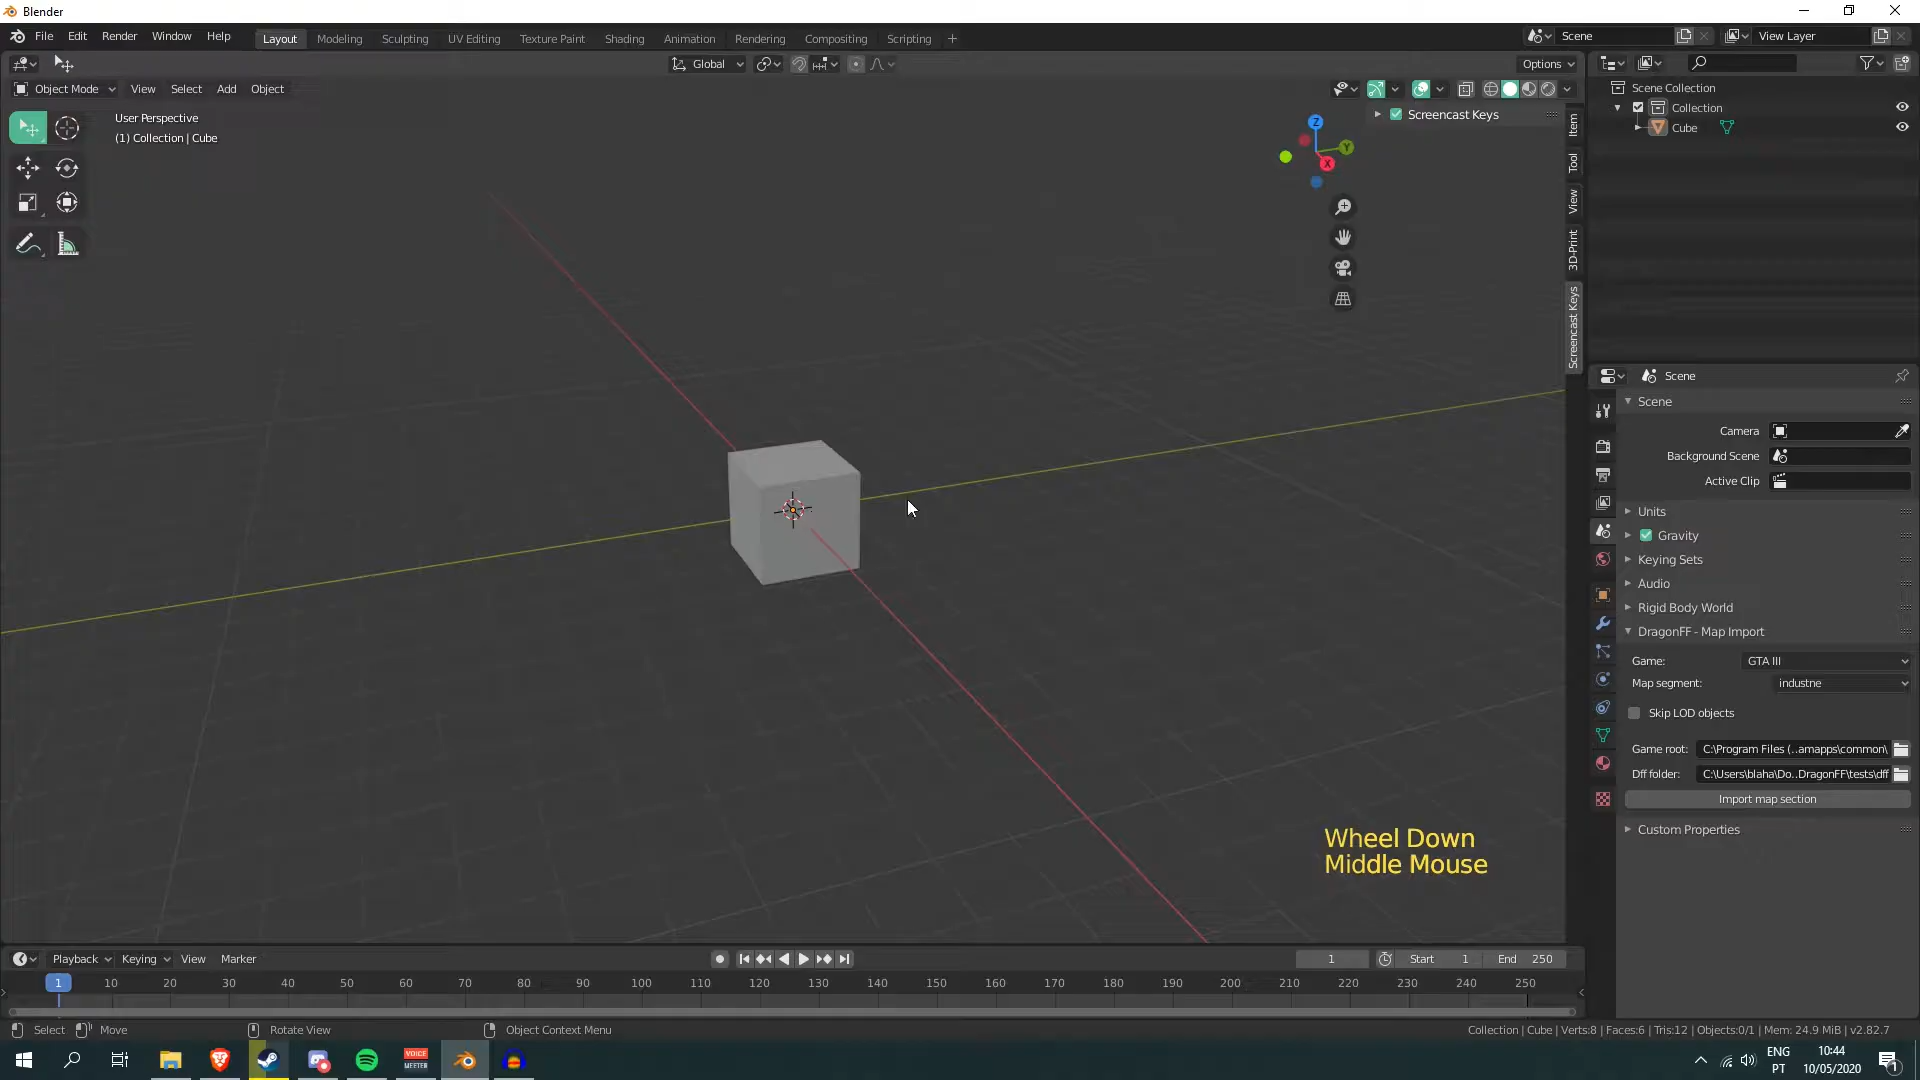 Blender
File Edit Render Window Help
Layout Modeling Sculpting UV Editing Texture Paint Shading Animation Rendering Compositing Scripting +
Scene
View Layer
Global
Options
Object Mode View Select Add Object
User Perspective
(1) Collection | Cube
Z
Y
X
Screencast Keys
Item
Tool
View
3D-Print
Screencast Keys
Scene Collection
Collection
Cube
Scene
Scene
Camera
Background Scene
Active Clip
Units
Gravity
Keying Sets
Audio
Rigid Body World
DragonFF - Map Import
Game: GTA III
Map segment: industne
Skip LOD objects
Game root: C:\Program Files (..amapps\common\
Dff folder: C:\Users\blaha\Do..DragonFF\tests\dff
Import map section
Custom Properties
Wheel Down
Middle Mouse
Playback Keying View Marker
1
Start 1
End 250
1 10 20 30 40 50 60 70 80 90 100 110 120 130 140 150 160 170 180 190 200 210 220 230 240 250
Select Move Rotate View Object Context Menu
Collection | Cube | Verts:8 | Faces:6 | Tris:12 | Objects:0/1 | Mem: 24.9 MiB | v2.82.7
VOICE
MEETER
ENG
PT
10:44
10/05/2020
1